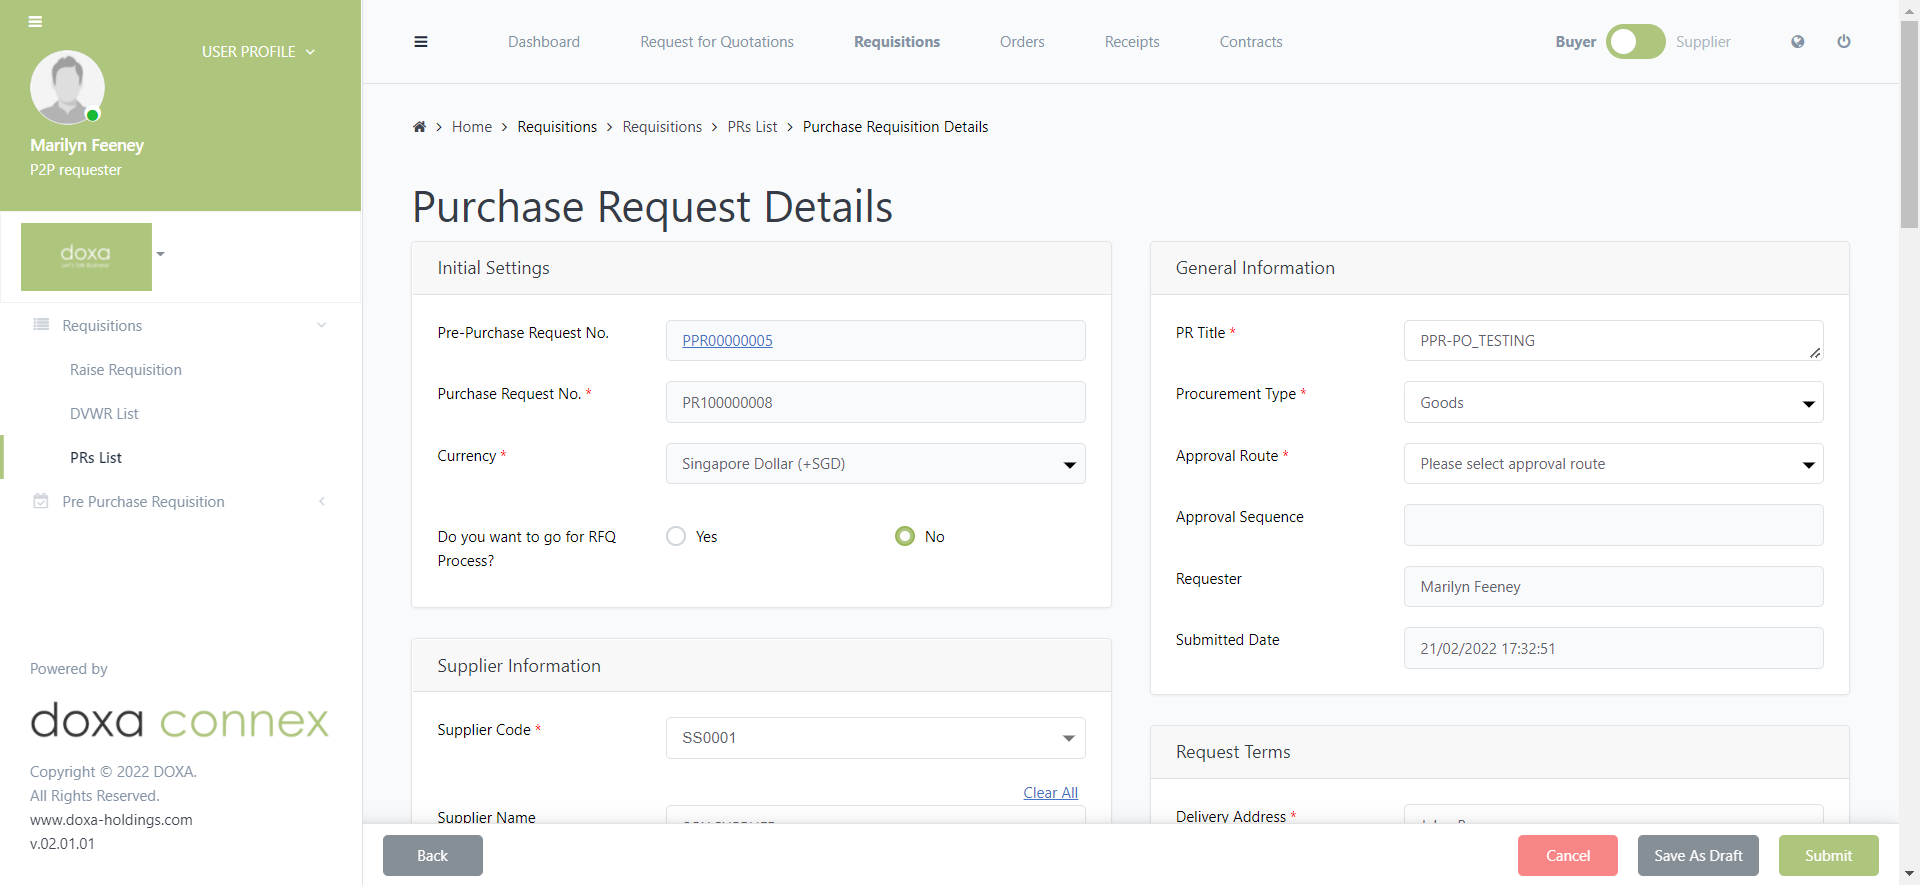 USER PROFILE
Marilyn Feeney
P2P requester
doxa
Requisitions
Raise Requisition
DVWR List
PRs List
Pre Purchase Requisition
Powered by
doxa connex
Copyright © 2022 DOXA.
All Rights Reserved.
www.doxa-holdings.com
v.02.01.01
Dashboard
Request for Quotations
Requisitions
Orders
Receipts
Contracts
Buyer
Supplier
Home
Requisitions
Requisitions
PRs List
Purchase Requisition Details
Purchase Request Details
Initial Settings
Pre-Purchase Request No.
PPR00000005
Purchase Request No. *
PR100000008
Currency *
Singapore Dollar (+SGD)
Do you want to go for RFQ
Process?
Yes
No
Supplier Information
Supplier Code *
SS0001
Clear All
Supplier Name
General Information
PR Title *
PPR-PO_TESTING
Procurement Type *
Goods
Approval Route *
Please select approval route
Approval Sequence
Requester
Marilyn Feeney
Submitted Date
21/02/2022 17:32:51
Request Terms
Delivery Address *
Back
Cancel
Save As Draft
Submit